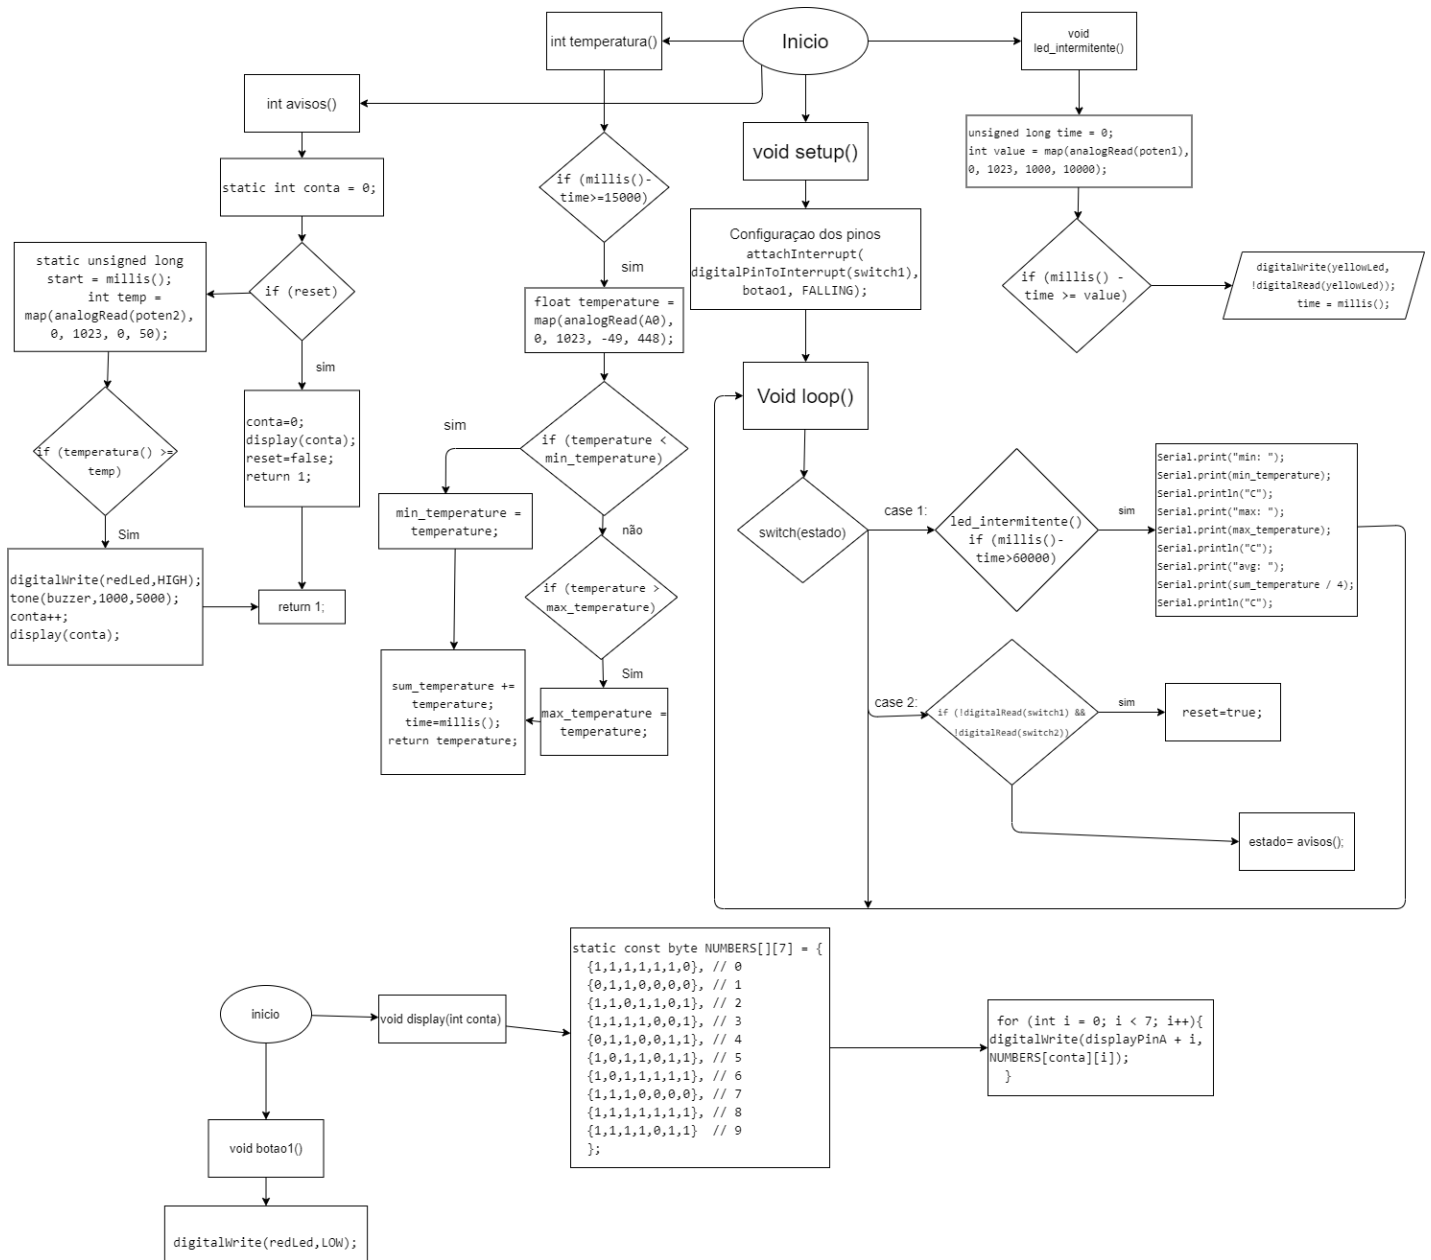 Inicio
int temperatura()
void
led_intermitente()
int avisos()
void setup()
unsigned long time = 0;
int value = map(analogRead(poten1),
0, 1023, 1000, 10000);
static int conta = 0;
if (millis()-
time>=15000)
Configuraçao dos pinos
attachInterrupt(
digitalPinToInterrupt(switch1),
botao1, FALLING);
if (millis() -
time >= value)
digitalWrite(yellowLed,
!digitalRead(yellowLed));
time = millis();
static unsigned long
start = millis();
int temp =
map(analogRead(poten2),
0, 1023, 0, 50);
if (reset)
sim
float temperature =
map(analogRead(A0),
0, 1023, -49, 448);
sim
conta=0;
display(conta);
reset=false;
return 1;
Void loop()
if (temperatura() >=
temp)
sim
if (temperature <
min_temperature)
min_temperature =
temperature;
não
switch(estado)
case 1:
led_intermitente()
if (millis()-
time>60000)
sim
Serial.print("min: ");
Serial.print(min_temperature);
Serial.println("C");
Serial.print("max: ");
Serial.print(max_temperature);
Serial.println("C");
Serial.print("avg: ");
Serial.print(sum_temperature / 4);
Serial.println("C");
Sim
digitalWrite(redLed,HIGH);
tone(buzzer,1000,5000);
conta++;
display(conta);
return 1;
if (temperature >
max_temperature)
Sim
sum_temperature +=
temperature;
time=millis();
return temperature;
max_temperature =
temperature;
case 2:
if (!digitalRead(switch1) &&
!digitalRead(switch2))
sim
reset=true;
estado= avisos();
inicio
void display(int conta)
static const byte NUMBERS[][7] = {
{1,1,1,1,1,1,0}, // 0
{0,1,1,0,0,0,0}, // 1
{1,1,0,1,1,0,1}, // 2
{1,1,1,1,0,0,1}, // 3
{0,1,1,0,0,1,1}, // 4
{1,0,1,1,0,1,1}, // 5
{1,0,1,1,1,1,1}, // 6
{1,1,1,0,0,0,0}, // 7
{1,1,1,1,1,1,1}, // 8
{1,1,1,1,0,1,1} // 9
};
for (int i = 0; i < 7; i++){
digitalWrite(displayPinA + i,
NUMBERS[conta][i]);
}
void botao1()
digitalWrite(redLed,LOW);